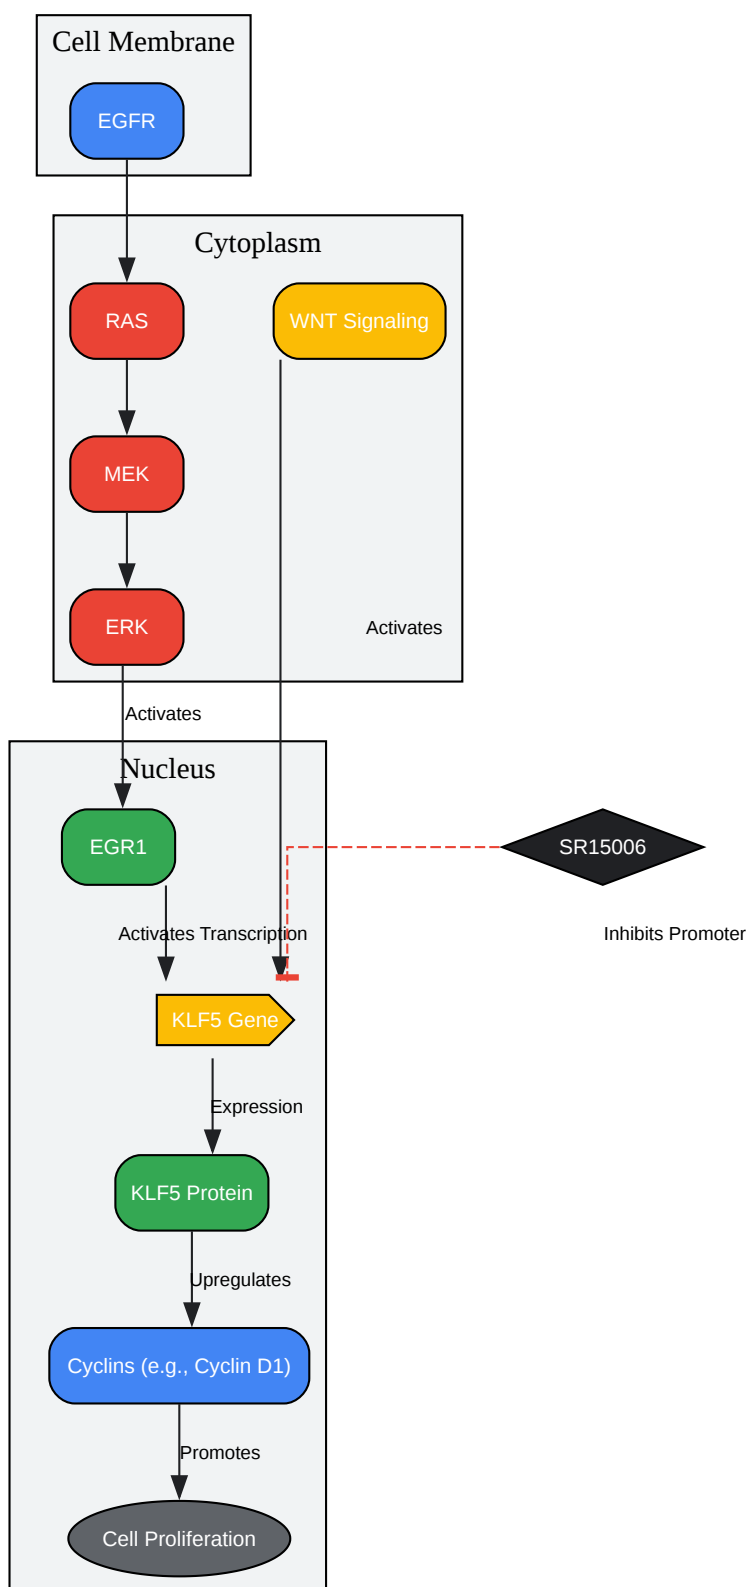 Cell Membrane
EGFR
Cytoplasm
RAS
WNT Signaling
MEK
ERK
Activates
Activates
Nucleus
EGR1
SR15006
Activates Transcription
Inhibits Promoter
KLF5 Gene
Expression
KLF5 Protein
Upregulates
Cyclins (e.g., Cyclin D1)
Promotes
Cell Proliferation